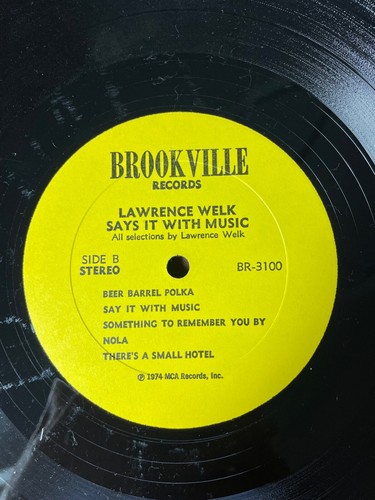 BROOKVILLE
RECORDS
LAWRENCE WELK
SAYS IT WITH MUSIC
All selections by Lawrence Welk
SIDE B
STEREO
BR-3100
BEER BARREL POLKA
SAY IT WITH MUSIC
SOMETHING TO REMEMBER YOU BY
NOLA
THERE'S A SMALL HOTEL
℗ 1974 MCA Records, Inc.